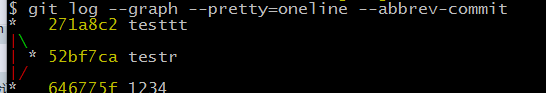 $ git log --graph --pretty=oneline --abbrev-commit
*   271a8c2 testtt
|\
| * 52bf7ca testr
|/
*   646775f 1234